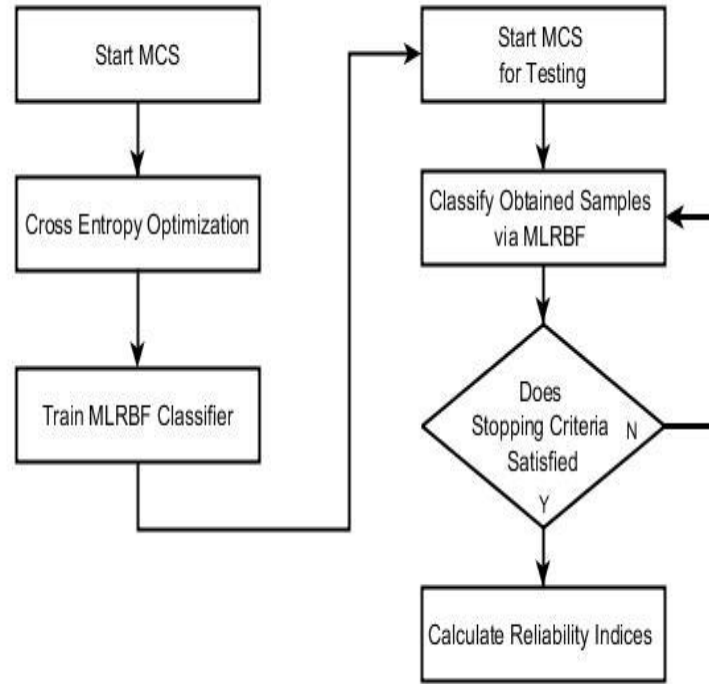 Start MCS
Cross Entropy Optimization
Train MLRBF Classifier
Start MCS
for Testing
Classify Obtained Samples
via MLRBF
Does
Stopping Criteria
Satisfied
N
Y
Calculate Reliability Indices